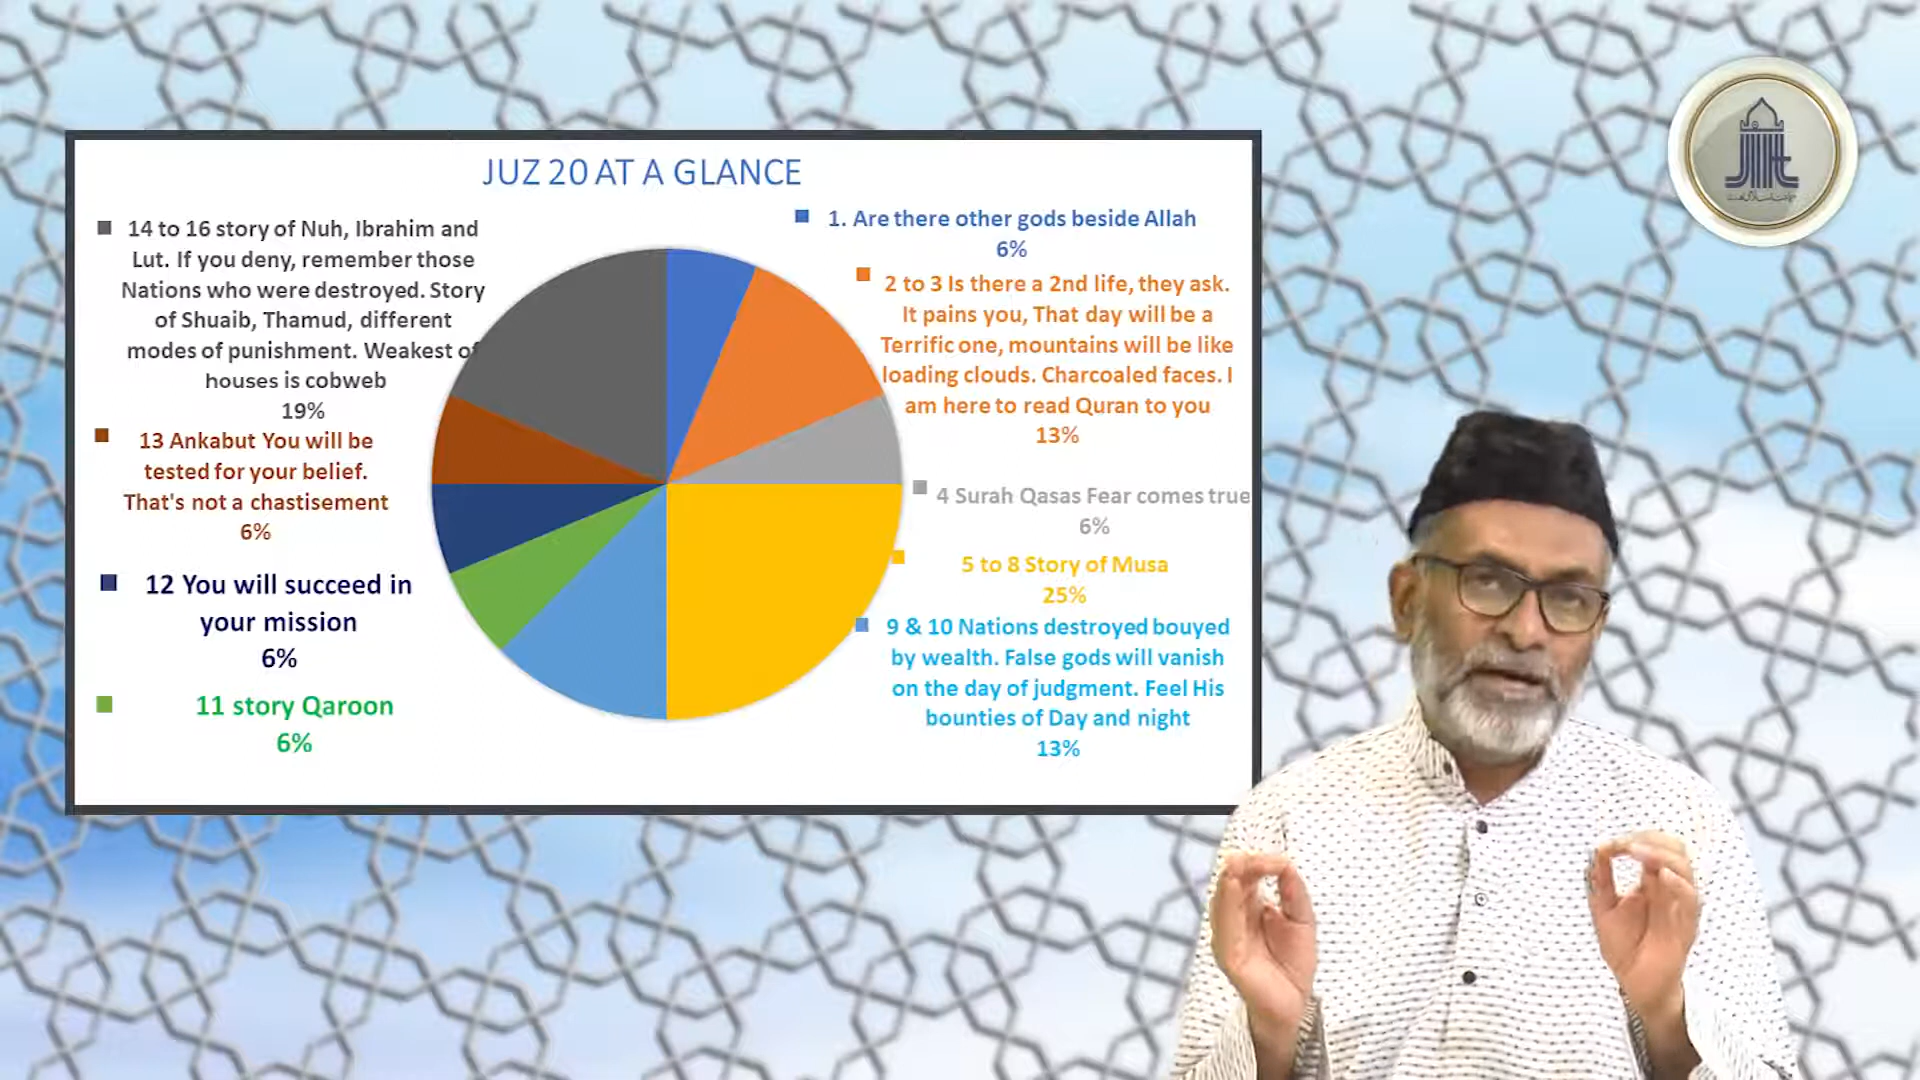 JUZ 20 AT A GLANCE
14 to 16 story of Nuh, Ibrahim and
Lut. If you deny, remember those
Nations who were destroyed. Story
of Shuaib, Thamud, different
modes of punishment. Weakest of
houses is cobweb
19%
13 Ankabut You will be
tested for your belief.
That's not a chastisement
6%
12 You will succeed in
your mission
6%
11 story Qaroon
6%
1. Are there other gods beside Allah
6%
2 to 3 Is there a 2nd life, they ask.
It pains you, That day will be a
Terrific one, mountains will be like
loading clouds. Charcoaled faces. I
am here to read Quran to you
13%
4 Surah Qasas Fear comes true
6%
5 to 8 Story of Musa
25%
9 & 10 Nations destroyed bouyed
by wealth. False gods will vanish
on the day of judgment. Feel His
bounties of Day and night
13%